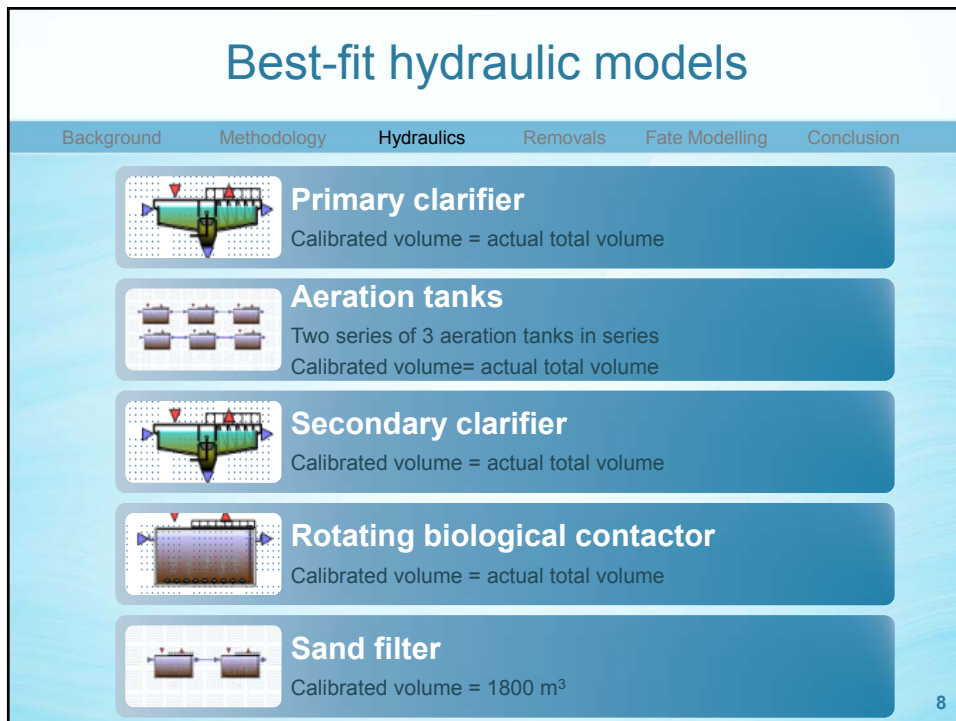 Best-fit hydraulic models
Background Methodology Hydraulics Removals Fate Modelling Conclusion
Primary clarifier
Calibrated volume = actual total volume
Aeration tanks
Two series of 3 aeration tanks in series
Calibrated volume= actual total volume
Secondary clarifier
Calibrated volume = actual total volume
Rotating biological contactor
Calibrated volume = actual total volume
Sand filter
Calibrated volume = 1800 m³
8